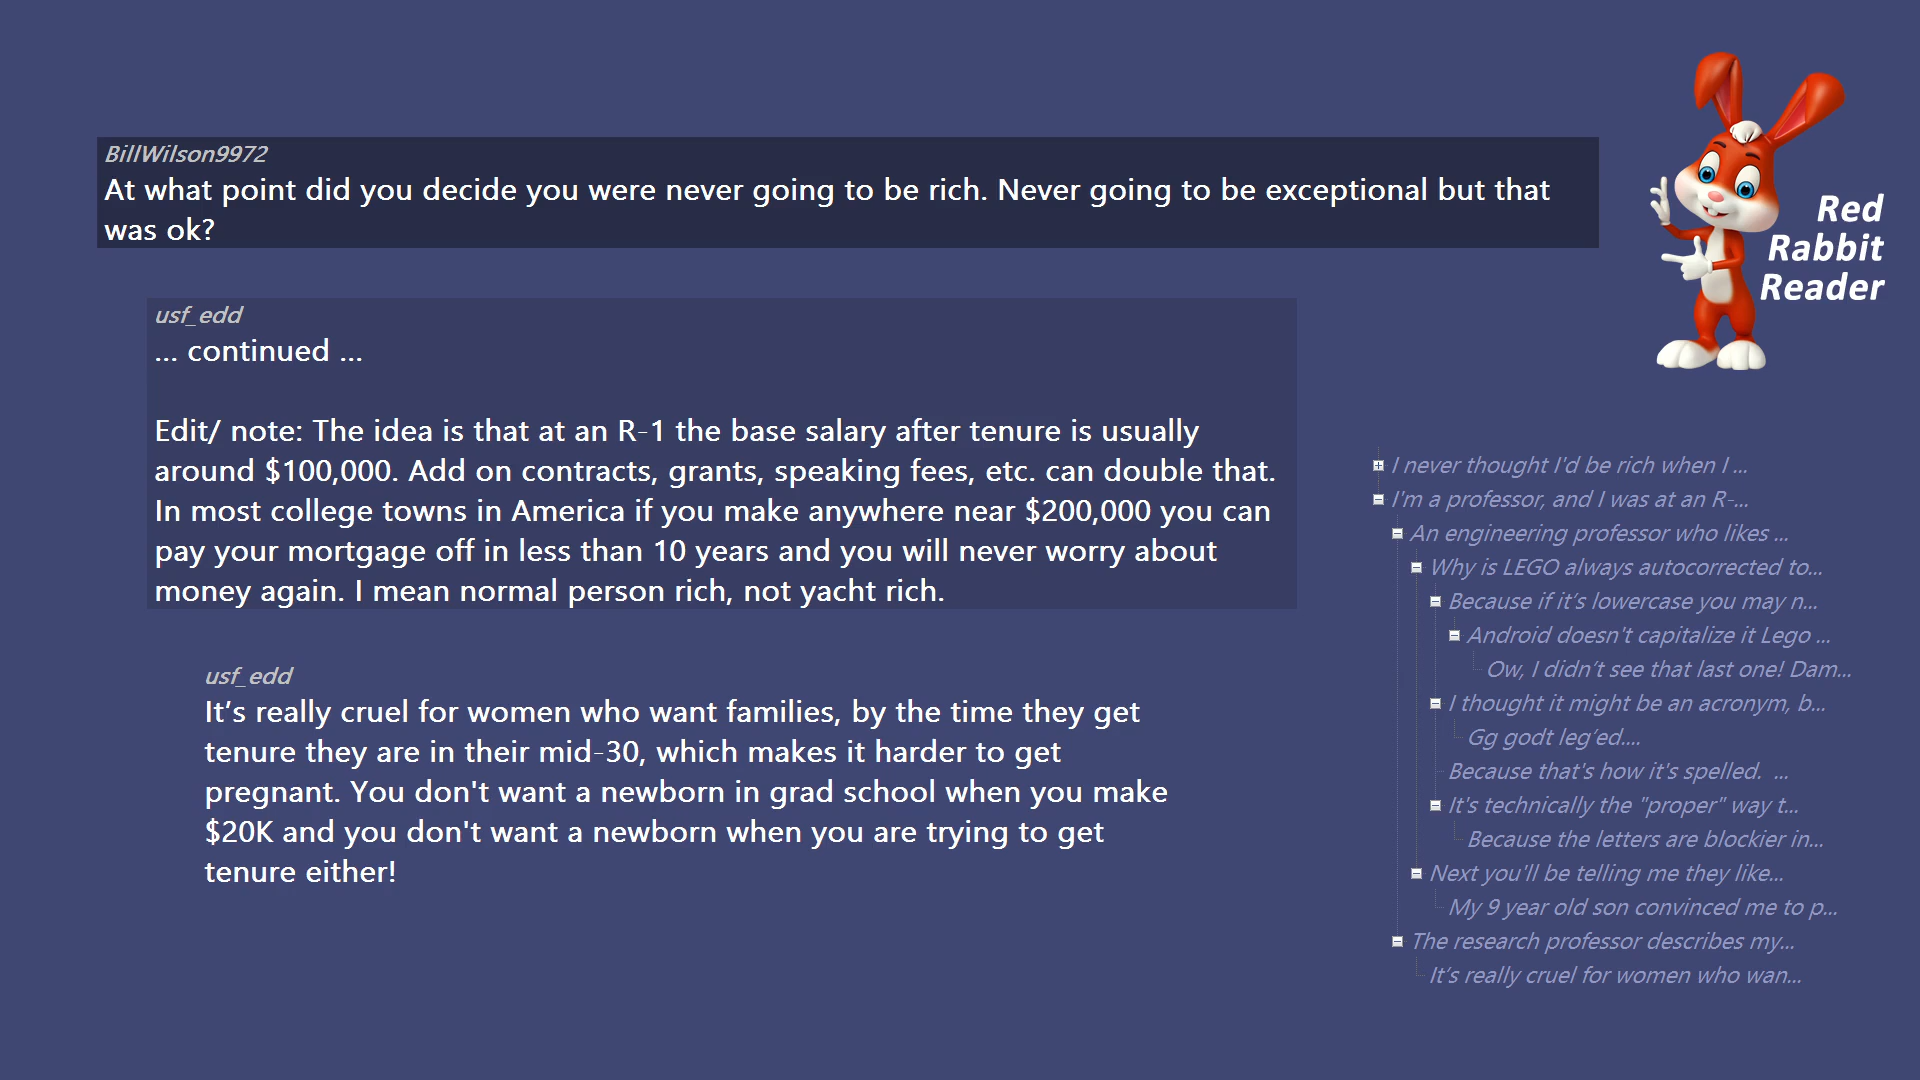 BillWilson9972
At what point did you decide you were never going to be rich. Never going to be exceptional but that
was ok?
Red
Rabbit
Reader
usf_edd
... continued ...
Edit/ note: The idea is that at an R-1 the base salary after tenure is usually
around $100,000. Add on contracts, grants, speaking fees, etc. can double that.
In most college towns in America if you make anywhere near $200,000 you can
pay your mortgage off in less than 10 years and you will never worry about
money again. I mean normal person rich, not yacht rich.
usf_edd
It’s really cruel for women who want families, by the time they get
tenure they are in their mid-30, which makes it harder to get
pregnant. You don't want a newborn in grad school when you make
$20K and you don't want a newborn when you are trying to get
tenure either!
I never thought I'd be rich when I ...
I'm a professor, and I was at an R-...
An engineering professor who likes ...
Why is LEGO always autocorrected to...
Because if it’s lowercase you may n...
Android doesn't capitalize it Lego ...
Ow, I didn’t see that last one! Dam...
I thought it might be an acronym, b...
Gg godt leg’ed....
Because that's how it's spelled.  ...
It's technically the "proper" way t...
Because the letters are blockier in...
Next you'll be telling me they like...
My 9 year old son convinced me to p...
The research professor describes my...
It’s really cruel for women who wan...